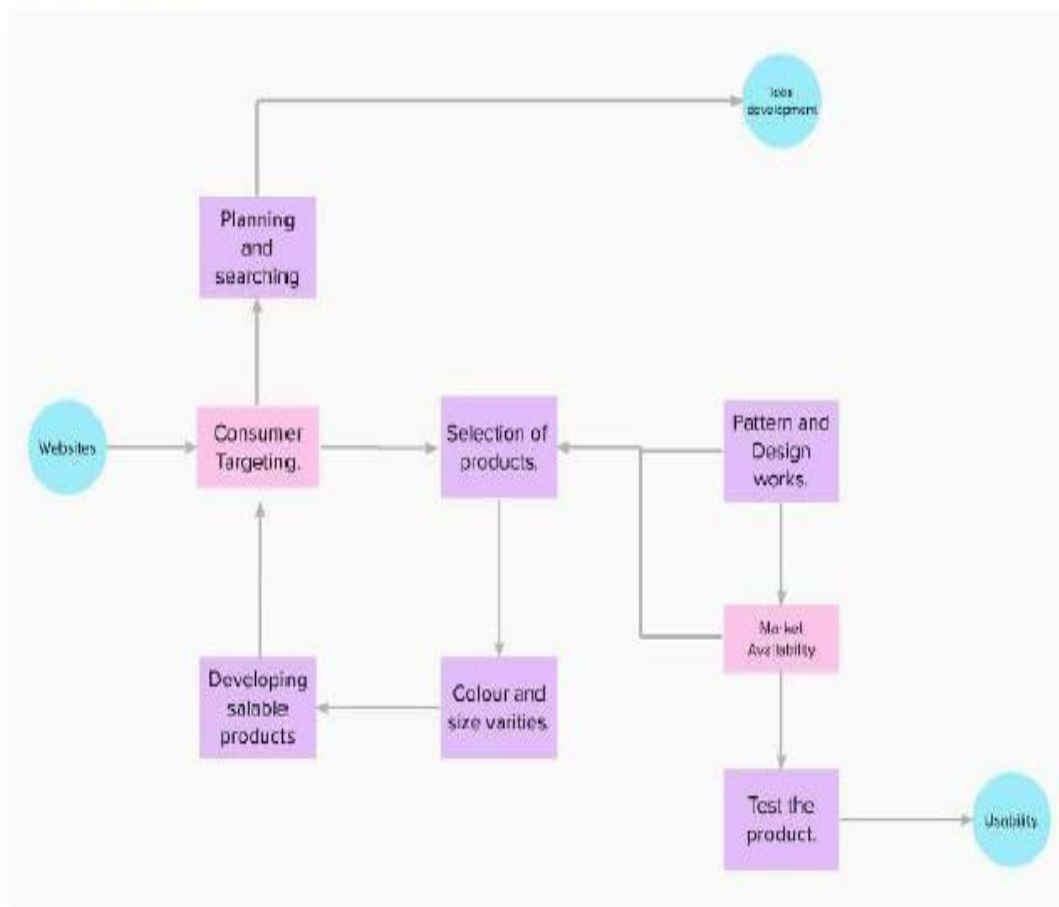 Idea
development.
Planning
and
searching
Websites
Consumer
Targeting.
Selection of
products.
Pattern and
Design
works.
Market
Availability
Developing
salable
products
Colour and
size varities.
Test the
product.
Usability.